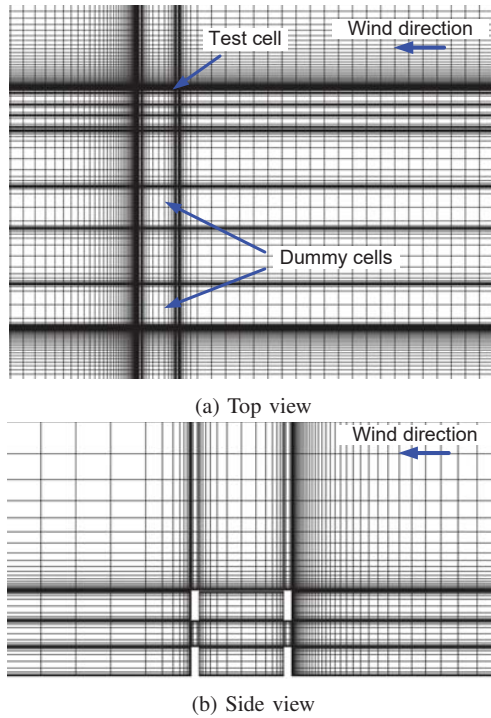 Test cell
Wind direction
Dummy cells
(a) Top view
Wind direction
(b) Side view